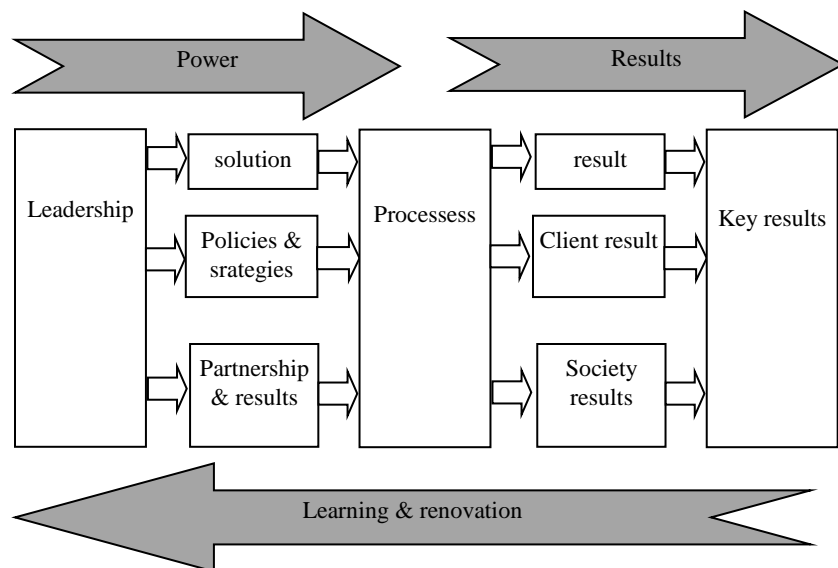 Power
Results
Leadership
solution
Policies &
srategies
Partnership
& results
Processess
result
Client result
Society
results
Key results
Learning & renovation